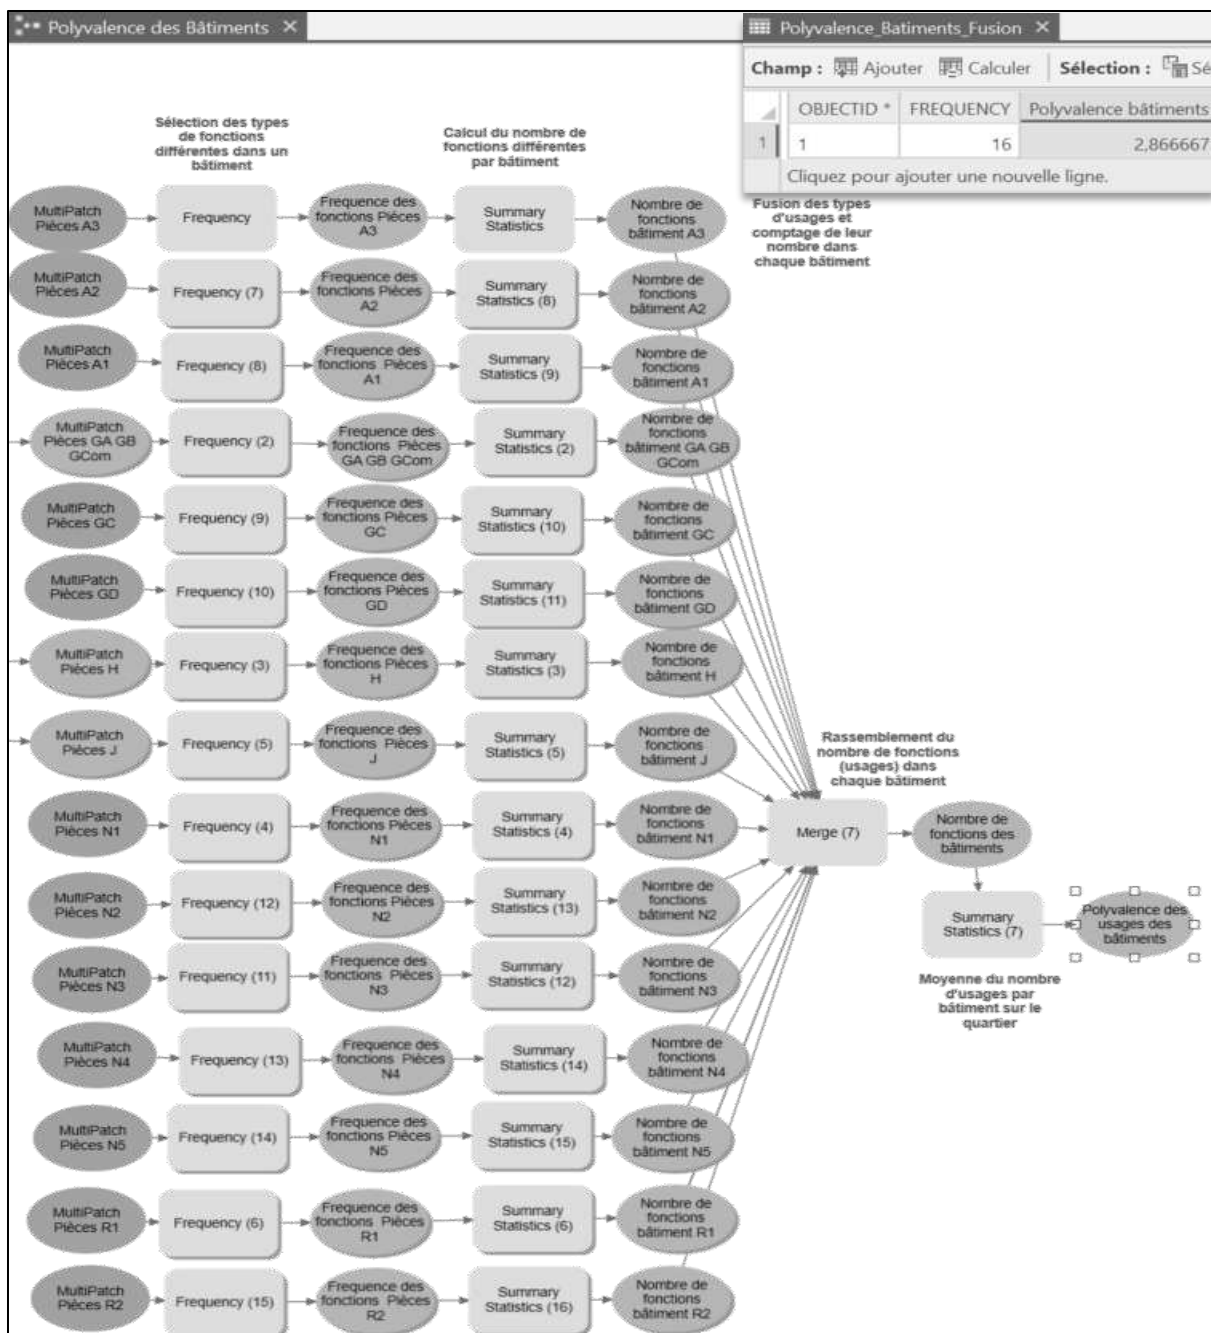 Polyvalence des Bâtiments ×
Polyvalence_Batiments_Fusion ×
Champ : Ajouter Calculer Sélection : Sé
OBJECTID * FREQUENCY Polyvalence bâtiments
1 1 16 2,866667
Cliquez pour ajouter une nouvelle ligne.
Sélection des types
de fonctions
différentes dans un
bâtiment
Calcul du nombre de
fonctions différentes
par bâtiment
Fusion des types
d'usages et
comptage de leur
nombre dans
chaque bâtiment
MultiPatch
Pièces A3
Frequency
Frequence des
fonctions Pièces
A3
Summary
Statistics
Nombre de
fonctions
bâtiment A3
MultiPatch
Pièces A2
Frequency (7)
Frequence des
fonctions Pièces
A2
Summary
Statistics (8)
Nombre de
fonctions
bâtiment A2
MultiPatch
Pièces A1
Frequency (8)
Frequence des
fonctions Pièces
A1
Summary
Statistics (9)
Nombre de
fonctions
bâtiment A1
MultiPatch
Pièces GA GB
GCom
Frequency (2)
Frequence des
fonctions Pièces
GA GB GCom
Summary
Statistics (2)
Nombre de
fonctions
bâtiment GA GB
GCom
MultiPatch
Pièces GC
Frequency (9)
Frequence des
fonctions Pièces
GC
Summary
Statistics (10)
Nombre de
fonctions
bâtiment GC
MultiPatch
Pièces GD
Frequency (10)
Frequence des
fonctions Pièces
GD
Summary
Statistics (11)
Nombre de
fonctions
bâtiment GD
MultiPatch
Pièces H
Frequency (3)
Frequence des
fonctions Pièces
H
Summary
Statistics (3)
Nombre de
fonctions
bâtiment H
MultiPatch
Pièces J
Frequency (5)
Frequence des
fonctions Pièces
J
Summary
Statistics (5)
Nombre de
fonctions
bâtiment J
Rassemblement du
nombre de fonctions
(usages) dans
chaque bâtiment
MultiPatch
Pièces N1
Frequency (4)
Frequence des
fonctions Pièces
N1
Summary
Statistics (4)
Nombre de
fonctions
bâtiment N1
Merge (7)
Nombre de
fonctions des
bâtiments
MultiPatch
Pièces N2
Frequency (12)
Frequence des
fonctions Pièces
N2
Summary
Statistics (13)
Nombre de
fonctions
bâtiment N2
Summary
Statistics (7)
Polyvalence des
usages des
bâtiments
MultiPatch
Pièces N3
Frequency (11)
Frequence des
fonctions Pièces
N3
Summary
Statistics (12)
Nombre de
fonctions
bâtiment N3
Moyenne du nombre
d'usages par
bâtiment sur le
quartier
MultiPatch
Pièces N4
Frequency (13)
Frequence des
fonctions Pièces
N4
Summary
Statistics (14)
Nombre de
fonctions
bâtiment N4
MultiPatch
Pièces N5
Frequency (14)
Frequence des
fonctions Pièces
N5
Summary
Statistics (15)
Nombre de
fonctions
bâtiment N5
MultiPatch
Pièces R1
Frequency (6)
Frequence des
fonctions Pièces
R1
Summary
Statistics (6)
Nombre de
fonctions
bâtiment R1
MultiPatch
Pièces R2
Frequency (15)
Frequence des
fonctions Pièces
R2
Summary
Statistics (16)
Nombre de
fonctions
bâtiment R2